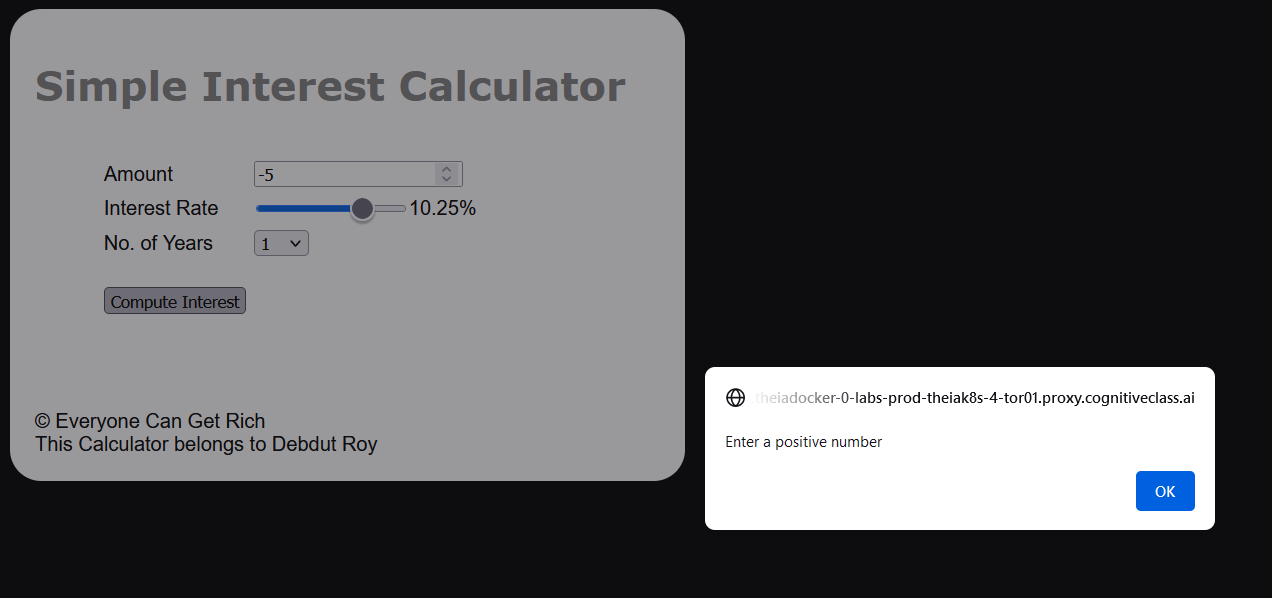 Simple Interest Calculator
Amount -5
Interest Rate 10.25%
No. of Years 1
Compute Interest
© Everyone Can Get Rich
This Calculator belongs to Debdut Roy
theiadocker-0-labs-prod-theiak8s-4-tor01.proxy.cognitiveclass.ai
Enter a positive number
OK